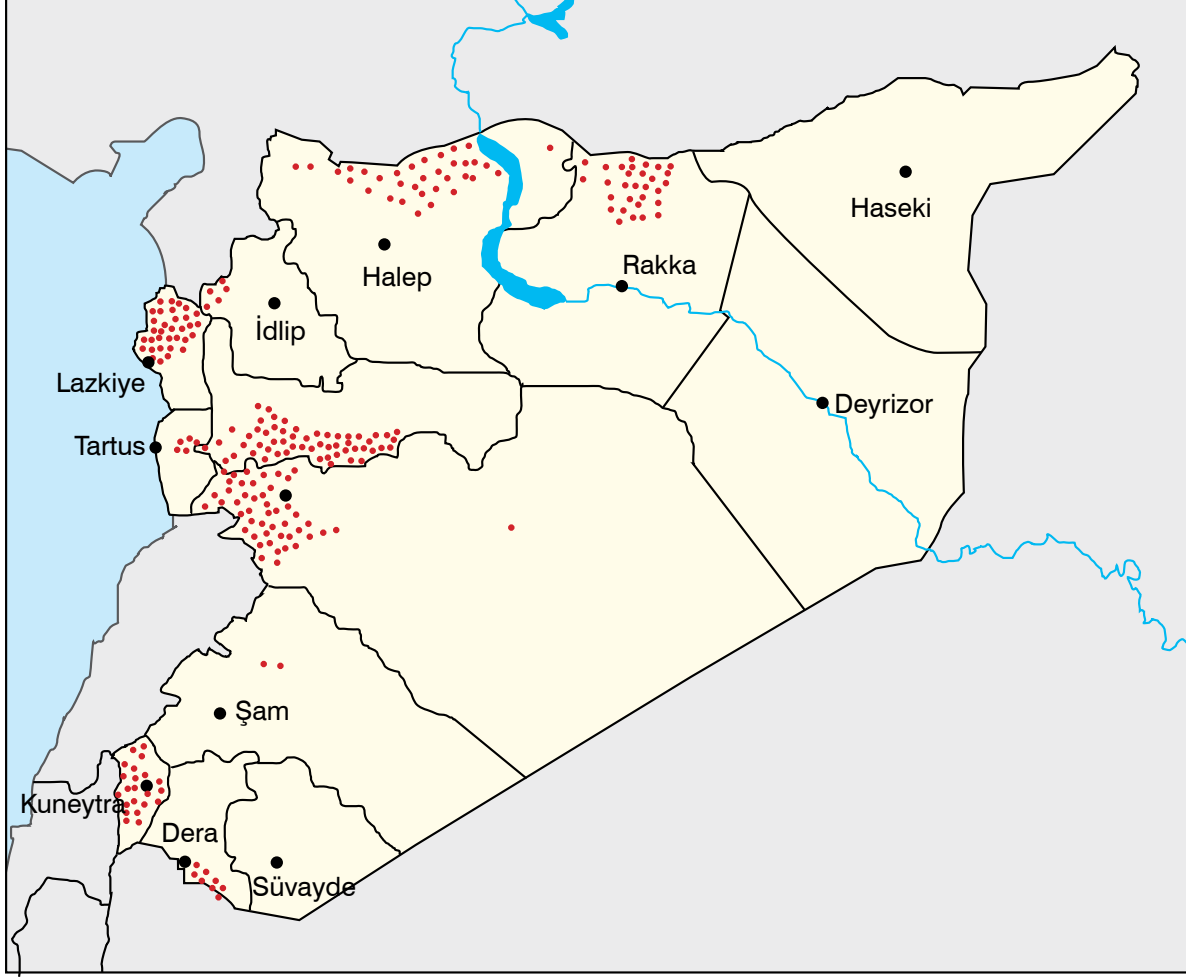 Haseki
Rakka
Halep
İdlip
Lazkiye
Deyrizor
Tartus
Şam
Kuneytra
Dera
Süvayde